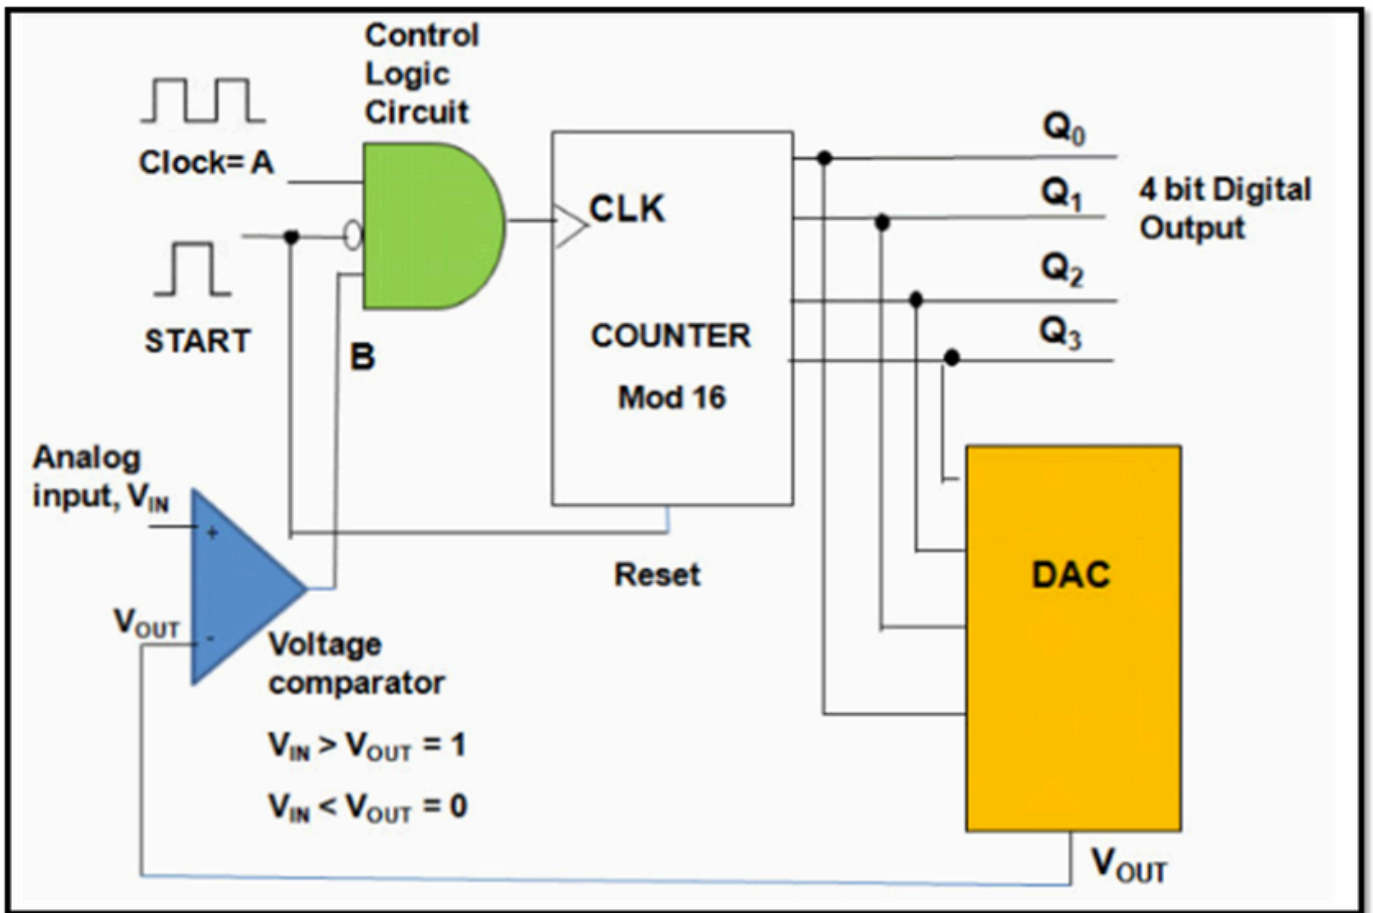 Control
Logic
Circuit
Clock= A
START
B
CLK
COUNTER
Mod 16
Reset
Q0
Q1
Q2
Q3
4 bit Digital
Output
Analog
input, VIN
+
VOUT
-
Voltage
comparator
VIN > VOUT = 1
VIN < VOUT = 0
DAC
VOUT